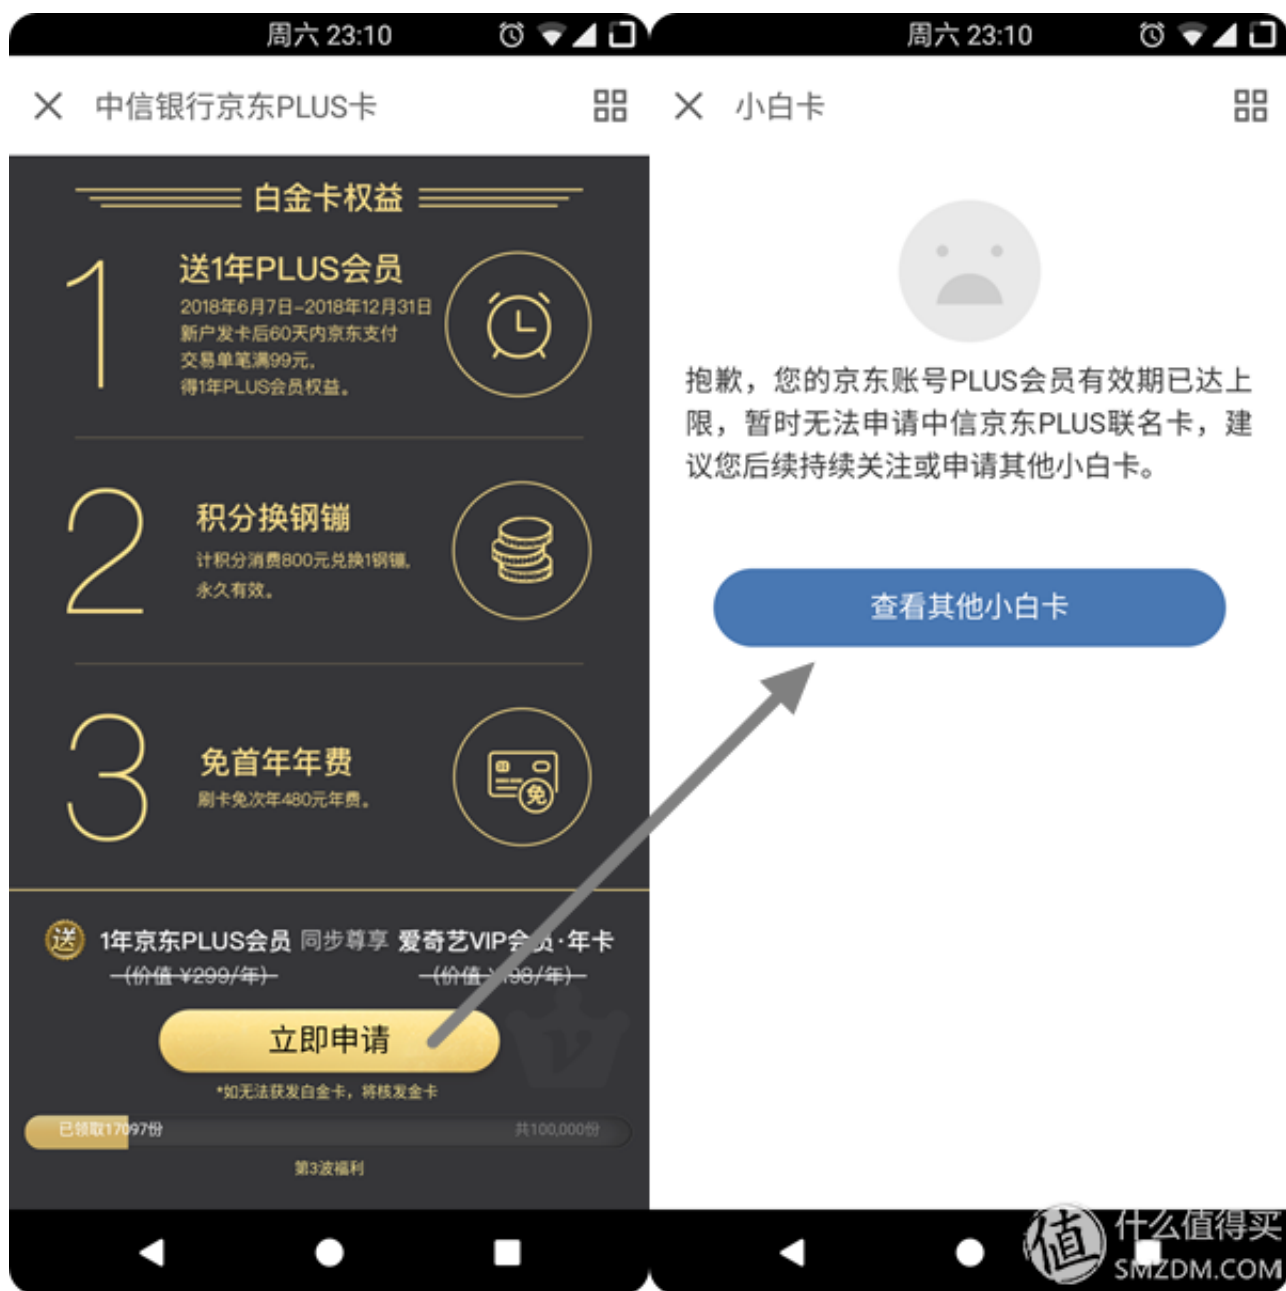 周六 23:10
中信银行京东PLUS卡
白金卡权益
1
送1年PLUS会员
2018年6月7日-2018年12月31日
新户发卡后60天内京东支付
交易单笔满99元,
得1年PLUS会员权益。
2
积分换钢镚
计积分消费800元兑换1钢镚,
永久有效。
3
免首年年费
刷卡免次年480元年费。
免
送 1年京东PLUS会员 同步尊享 爱奇艺VIP会员·年卡
(价值 ¥299/年) (价值 ¥198/年)
立即申请
*如无法获发白金卡，将核发金卡
已领取17097份 共100,000份
第3波福利
周六 23:10
小白卡
抱歉，您的京东账号PLUS会员有效期已达上
限，暂时无法申请中信京东PLUS联名卡，建
议您后续持续关注或申请其他小白卡。
查看其他小白卡
值 什么值得买
SMZDM.COM